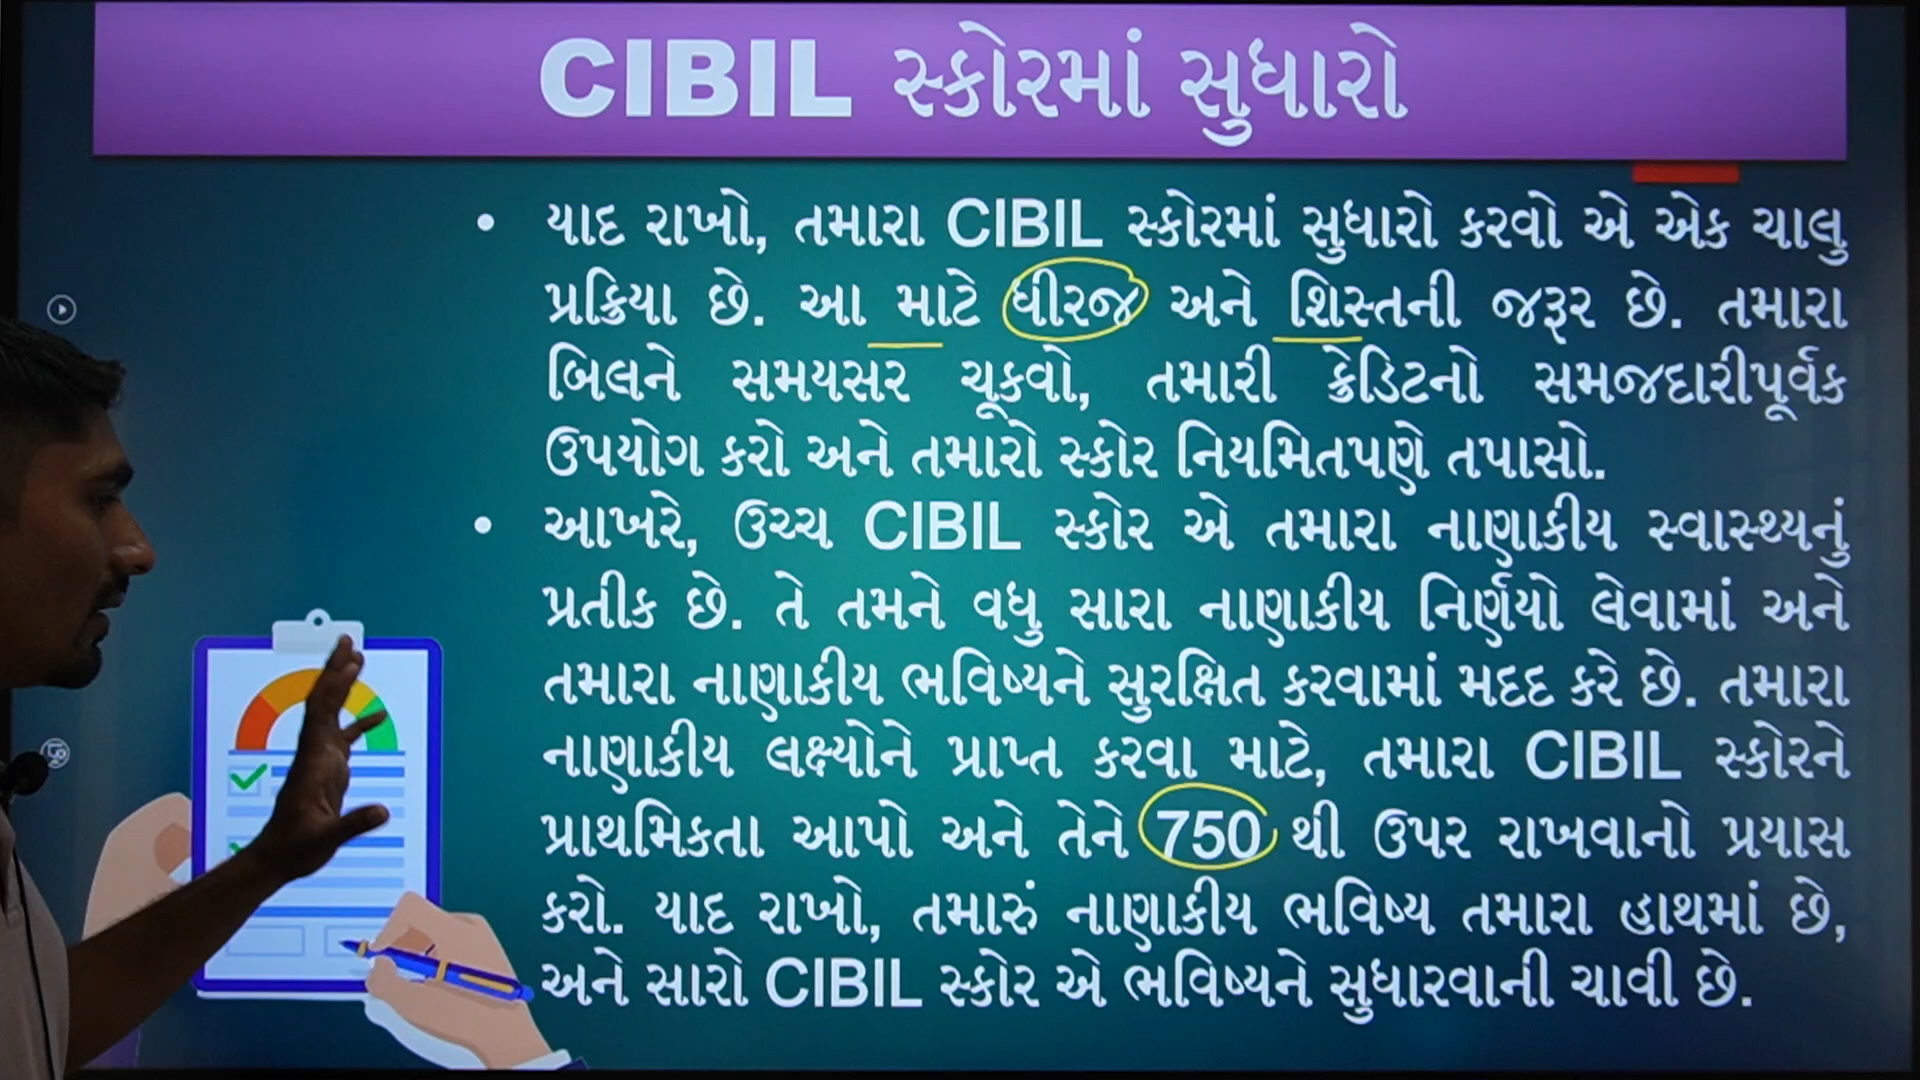 CIBIL સ્કોરમાં સુધારો
• યાદ રાખો, તમારા CIBIL સ્કોરમાં સુધારો કરવો એ એક ચાલુ
પ્રક્રિયા છે. આ માટે ધીરજ અને શિસ્તની જરૂર છે. તમારા
બિલને સમયસર ચૂકવો, તમારી ક્રેડિટનો સમજદારીપૂર્વક
ઉપયોગ કરો અને તમારો સ્કોર નિયમિતપણે તપાસો.
• આખરે, ઉચ્ચ CIBIL સ્કોર એ તમારા નાણાકીય સ્વાસ્થ્યનું
પ્રતીક છે. તે તમને વધુ સારા નાણાકીય નિર્ણયો લેવામાં અને
તમારા નાણાકીય ભવિષ્યને સુરક્ષિત કરવામાં મદદ કરે છે. તમારા
નાણાકીય લક્ષ્યોને પ્રાપ્ત કરવા માટે, તમારા CIBIL સ્કોરને
પ્રાથમિકતા આપો અને તેને 750 થી ઉપર રાખવાનો પ્રયાસ
કરો. યાદ રાખો, તમારું નાણાકીય ભવિષ્ય તમારા હાથમાં છે,
અને સારો CIBIL સ્કોર એ ભવિષ્યને સુધારવાની ચાવી છે.